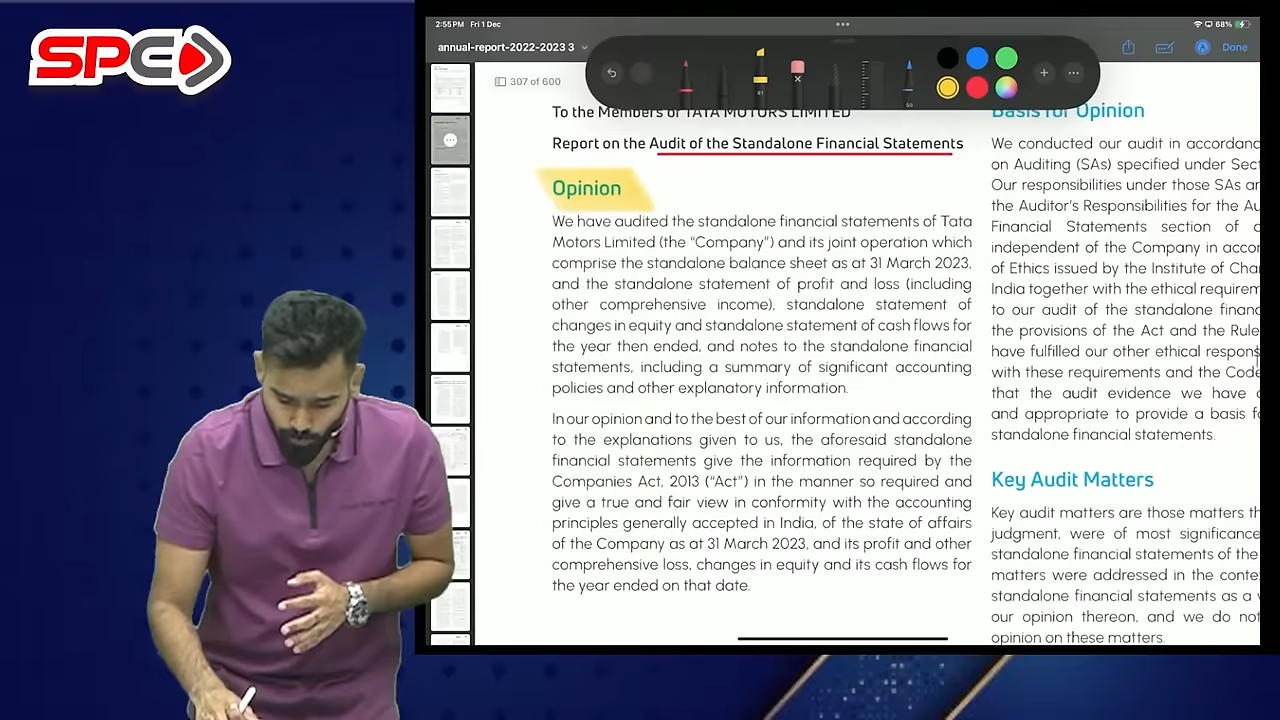 SPC
2:55 PM Fri 1 Dec
68%
annual-report-2022-2023 3
Done
307 of 600
81
50
To the Members of TATA MOTORS LIMITED
Report on the Audit of the Standalone Financial Statements
Opinion
We have audited the standalone financial statements of Tata
Motors Limited (the “Company”) and its joint operation which
comprise the standalone balance sheet as at 31 March 2023,
and the standalone statement of profit and loss (including
other comprehensive income), standalone statement of
changes in equity and standalone statement of cash flows for
the year then ended, and notes to the standalone financial
statements, including a summary of significant accounting
policies and other explanatory information.
In our opinion and to the best of our information and according
to the explanations given to us, the aforesaid standalone
financial statements give the information required by the
Companies Act, 2013 (“Act”) in the manner so required and
give a true and fair view in conformity with the accounting
principles generally accepted in India, of the state of affairs
of the Company as at 31 March 2023, and its profit and other
comprehensive loss, changes in equity and its cash flows for
the year ended on that date.
Basis for Opinion
We conducted our audit in accordanc
on Auditing (SAs) specified under sect
Our responsibilities under those SAs ar
the Auditor's Responsibilities for the Au
Financial Statements section o
independent of the Company in accor
of Ethics issued by the Institute of Char
India together with the ethical requirem
to our audit of the standalone financ
the provisions of the Act and the Rule
have fulfilled our other ethical respons
with these requirements and the Code
that the audit evidence we have o
and appropriate to provide a basis fo
standalone financial statements.
Key Audit Matters
Key audit matters are those matters th
judgment, were of most significance
standalone financial statements of the
matters were addressed in the contex
standalone financial statements as a w
our opinion thereon, and we do not
opinion on these matters.